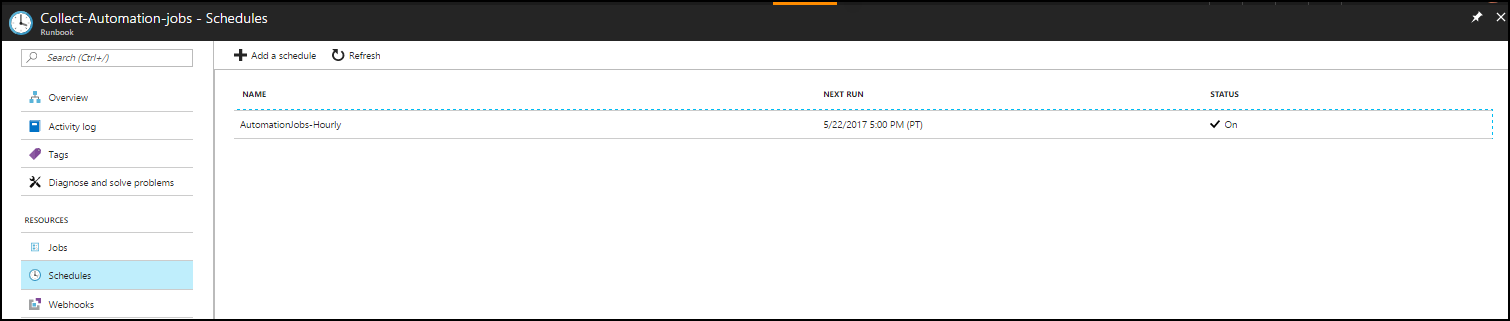 Collect-Automation-jobs - Schedules
Runbook
Search (Ctrl+/)
Overview
Activity log
Tags
Diagnose and solve problems
RESOURCES
Jobs
Schedules
Webhooks
Add a schedule Refresh
NAME NEXT RUN STATUS
AutomationJobs-Hourly 5/22/2017 5:00 PM (PT) On